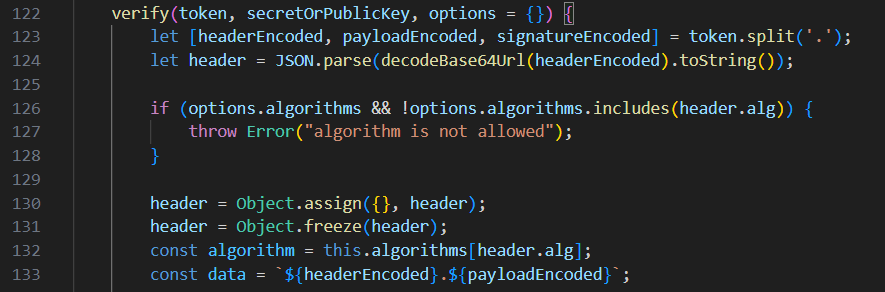 122 verify(token, secretOrPublicKey, options = {}) {
123 let [headerEncoded, payloadEncoded, signatureEncoded] = token.split('.');
124 let header = JSON.parse(decodeBase64Url(headerEncoded).toString());
125
126 if (options.algorithms && !options.algorithms.includes(header.alg)) {
127 throw Error("algorithm is not allowed");
128 }
129
130 header = Object.assign({}, header);
131 header = Object.freeze(header);
132 const algorithm = this.algorithms[header.alg];
133 const data = `${headerEncoded}.${payloadEncoded}`;